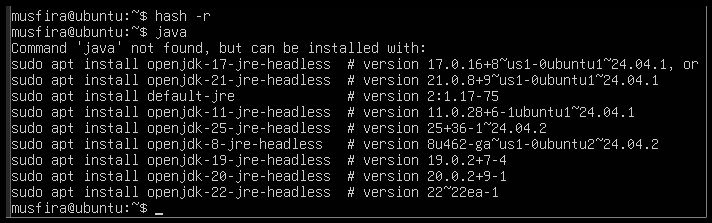 musfira@ubuntu:~$ hash -r
musfira@ubuntu:~$ java
Command 'java' not found, but can be installed with:
sudo apt install openjdk-17-jre-headless  # version 17.0.16+8~us1-0ubuntu1~24.04.1, or
sudo apt install openjdk-21-jre-headless  # version 21.0.8+9~us1-0ubuntu1~24.04.1
sudo apt install default-jre              # version 2:1.17-75
sudo apt install openjdk-11-jre-headless  # version 11.0.28+6-1ubuntu1~24.04.1
sudo apt install openjdk-25-jre-headless  # version 25+36-1~24.04.2
sudo apt install openjdk-8-jre-headless   # version 8u462-ga~us1-0ubuntu2~24.04.2
sudo apt install openjdk-19-jre-headless  # version 19.0.2+7-4
sudo apt install openjdk-20-jre-headless  # version 20.0.2+9-1
sudo apt install openjdk-22-jre-headless  # version 22~22ea-1
musfira@ubuntu:~$ _